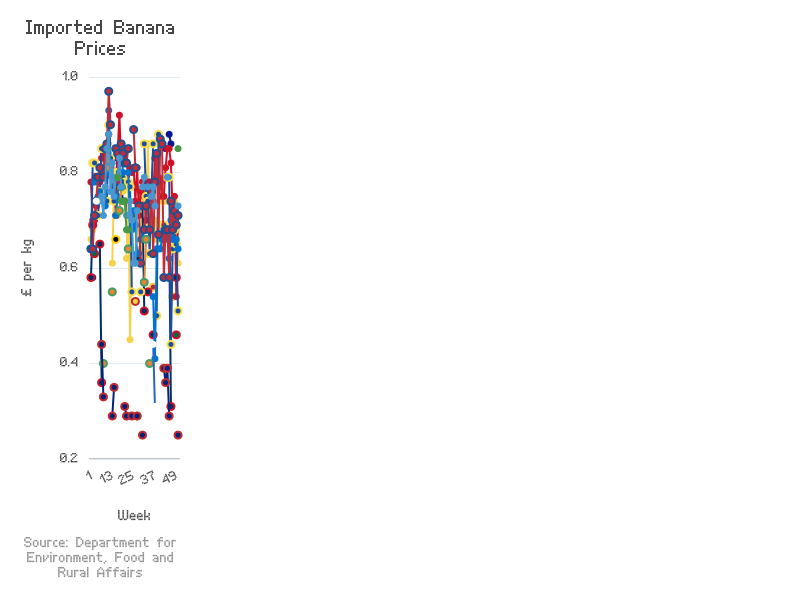 Imported Banana
Prices
1.0
0.8
0.6
0.4
0.2
£ per kg
1 13 25 37 49
Week
Source: Department for
Environment, Food and
Rural Affairs